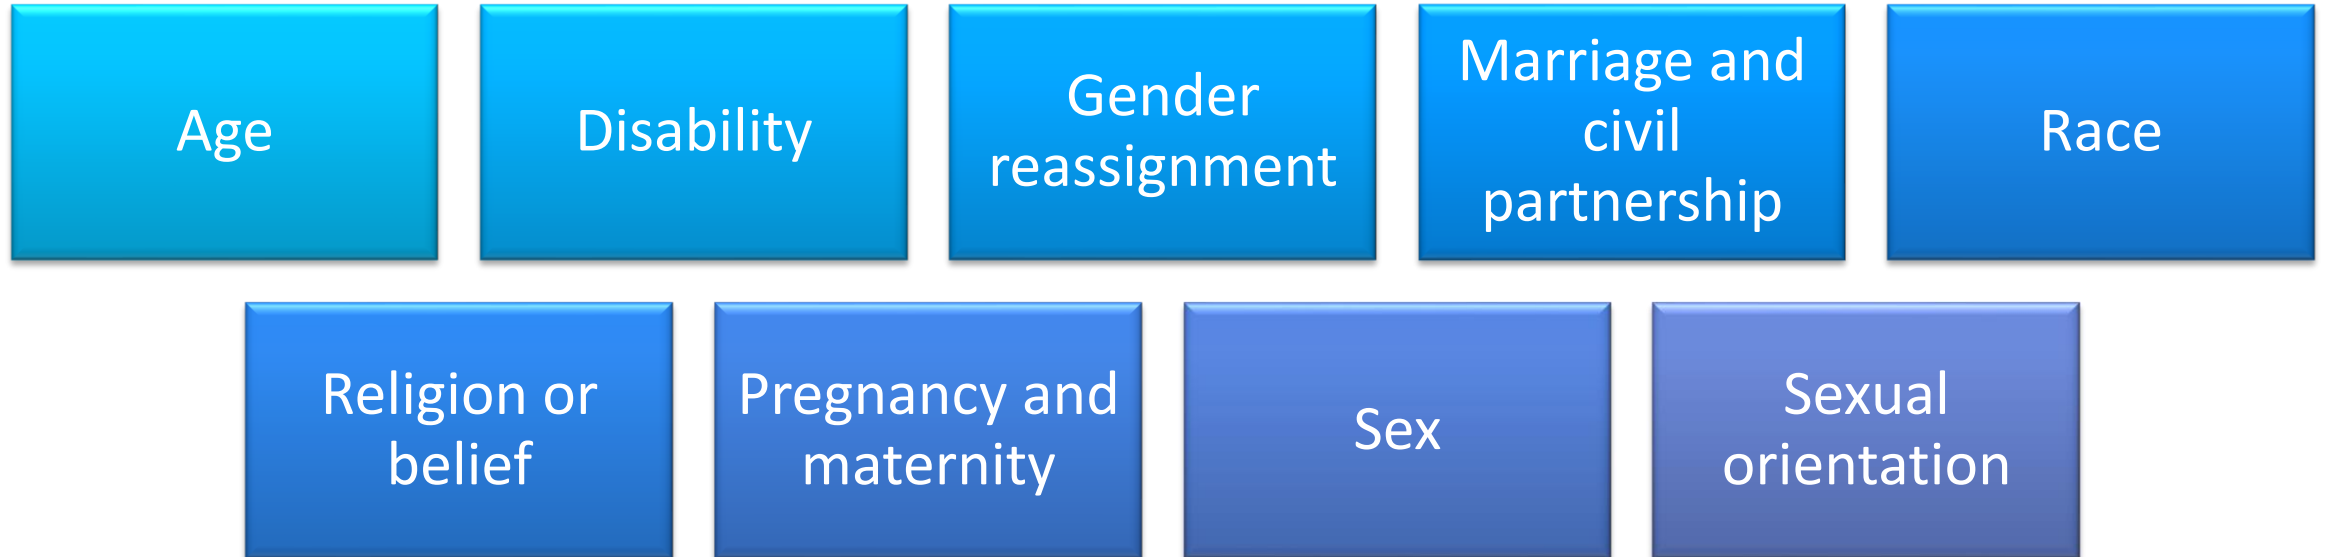 Age
Disability
Gender
reassignment
Marriage and
civil
partnership
Race
Religion or
belief
Pregnancy and
maternity
Sex
Sexual
orientation